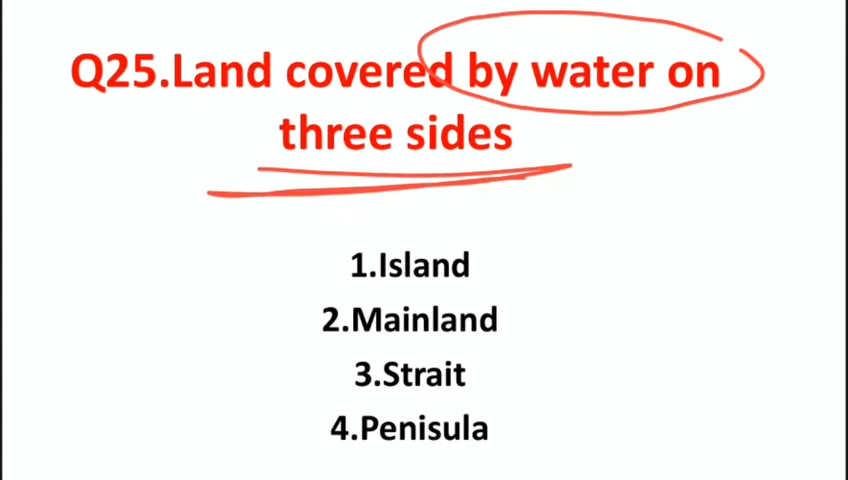 Q25.Land covered by water on
three sides
1.Island
2.Mainland
3.Strait
4.Penisula